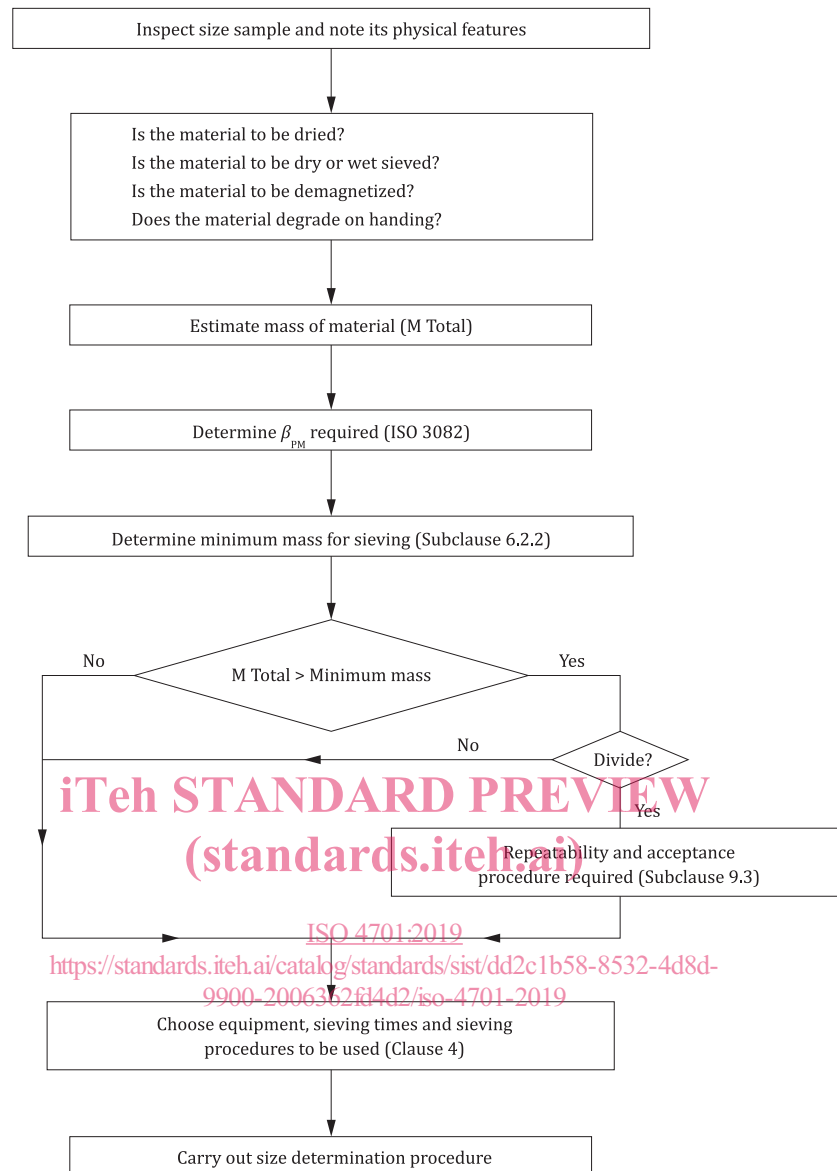 Inspect size sample and note its physical features
Is the material to be dried?
Is the material to be dry or wet sieved?
Is the material to be demagnetized?
Does the material degrade on handing?
Estimate mass of material (M Total)
Determine βPM required (ISO 3082)
Determine minimum mass for sieving (Subclause 6.2.2)
No
M Total > Minimum mass
Yes
No
Divide?
iTeh STANDARD PREVIEW
Yes
(standards.iteh.ai)
Repeatability and acceptance
procedure required (Subclause 9.3)
ISO 4701:2019
https://standards.iteh.ai/catalog/standards/sist/dd2c1b58-8532-4d8d-
9900-2006362fd4d2/iso-4701-2019
Choose equipment, sieving times and sieving
procedures to be used (Clause 4)
Carry out size determination procedure